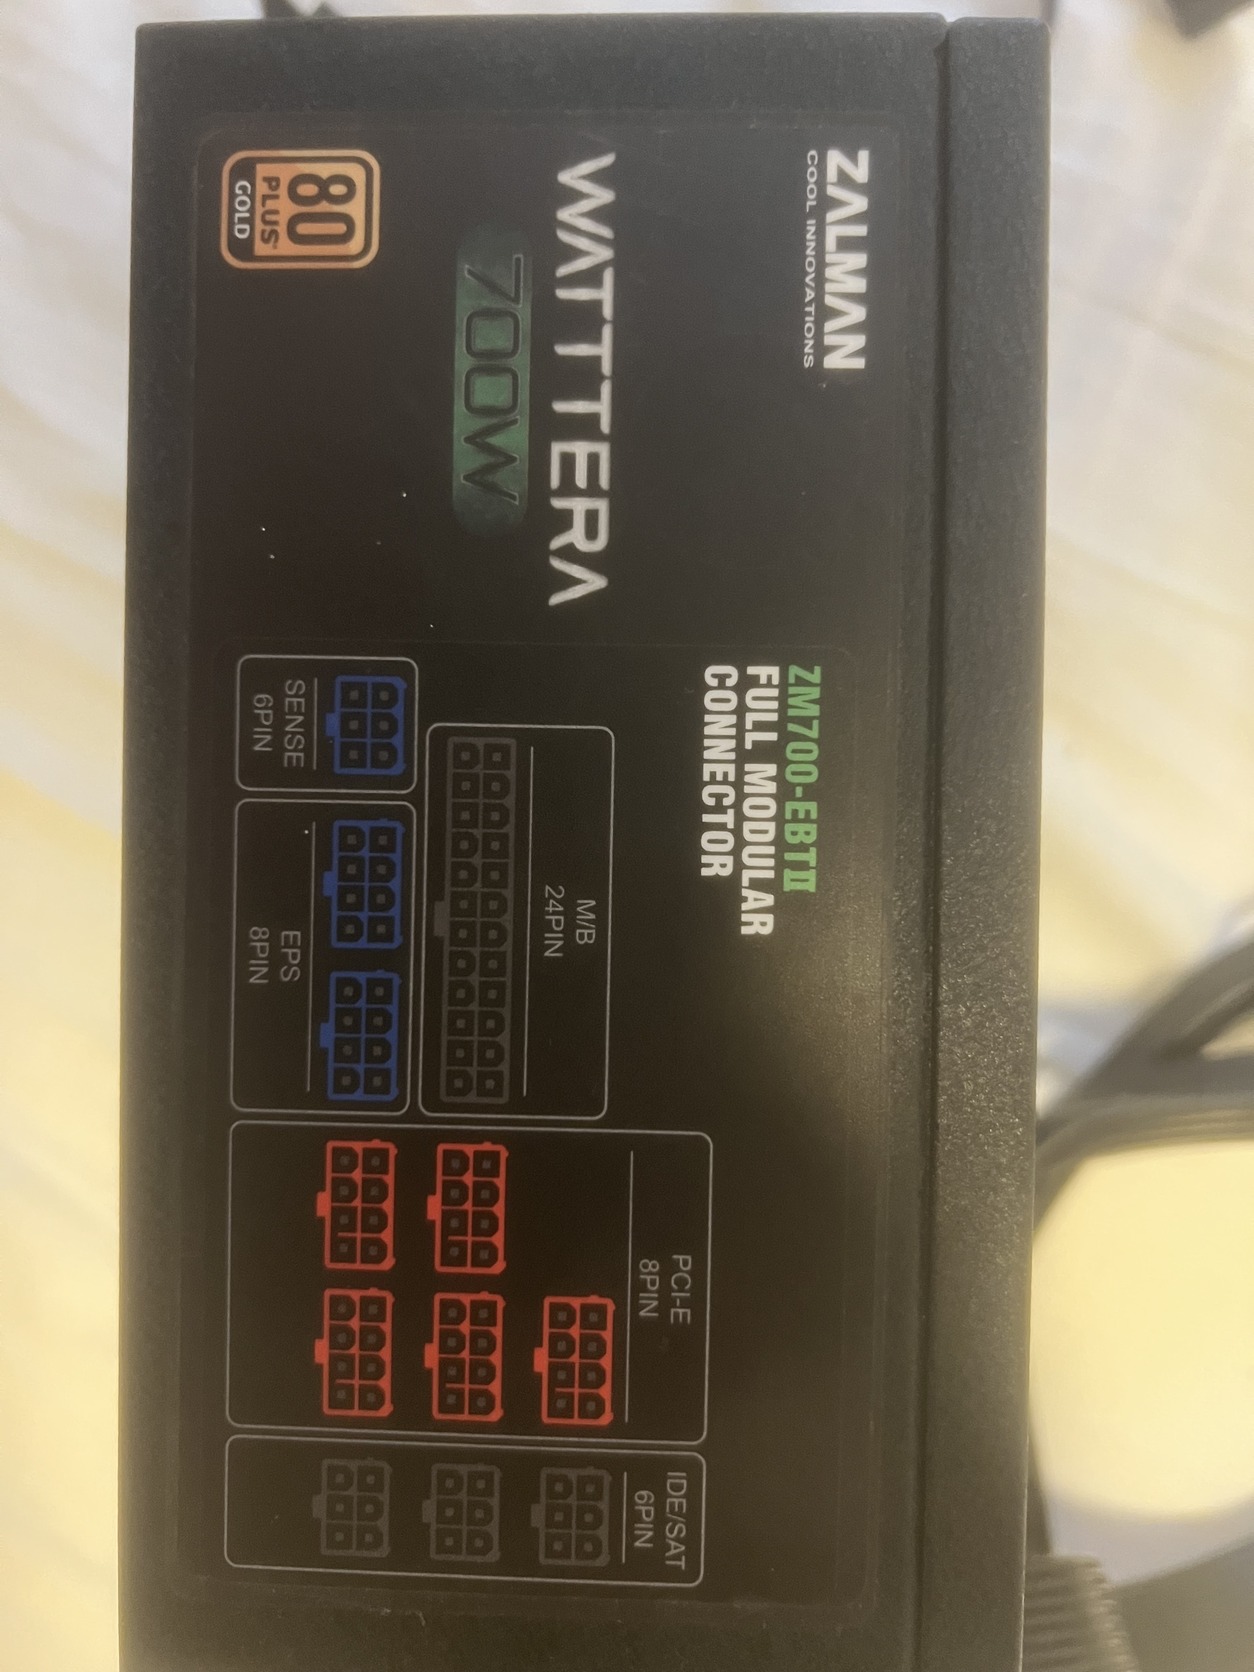 ZALMAN
COOL INNOVATIONS
WATTTERA
700W
80
PLUS
GOLD
ZM700-EBTII
FULL MODULAR
CONNECTOR
M/B
24PIN
SENSE
6PIN
EPS
8PIN
PCI-E
8PIN
IDE/SAT
6PIN